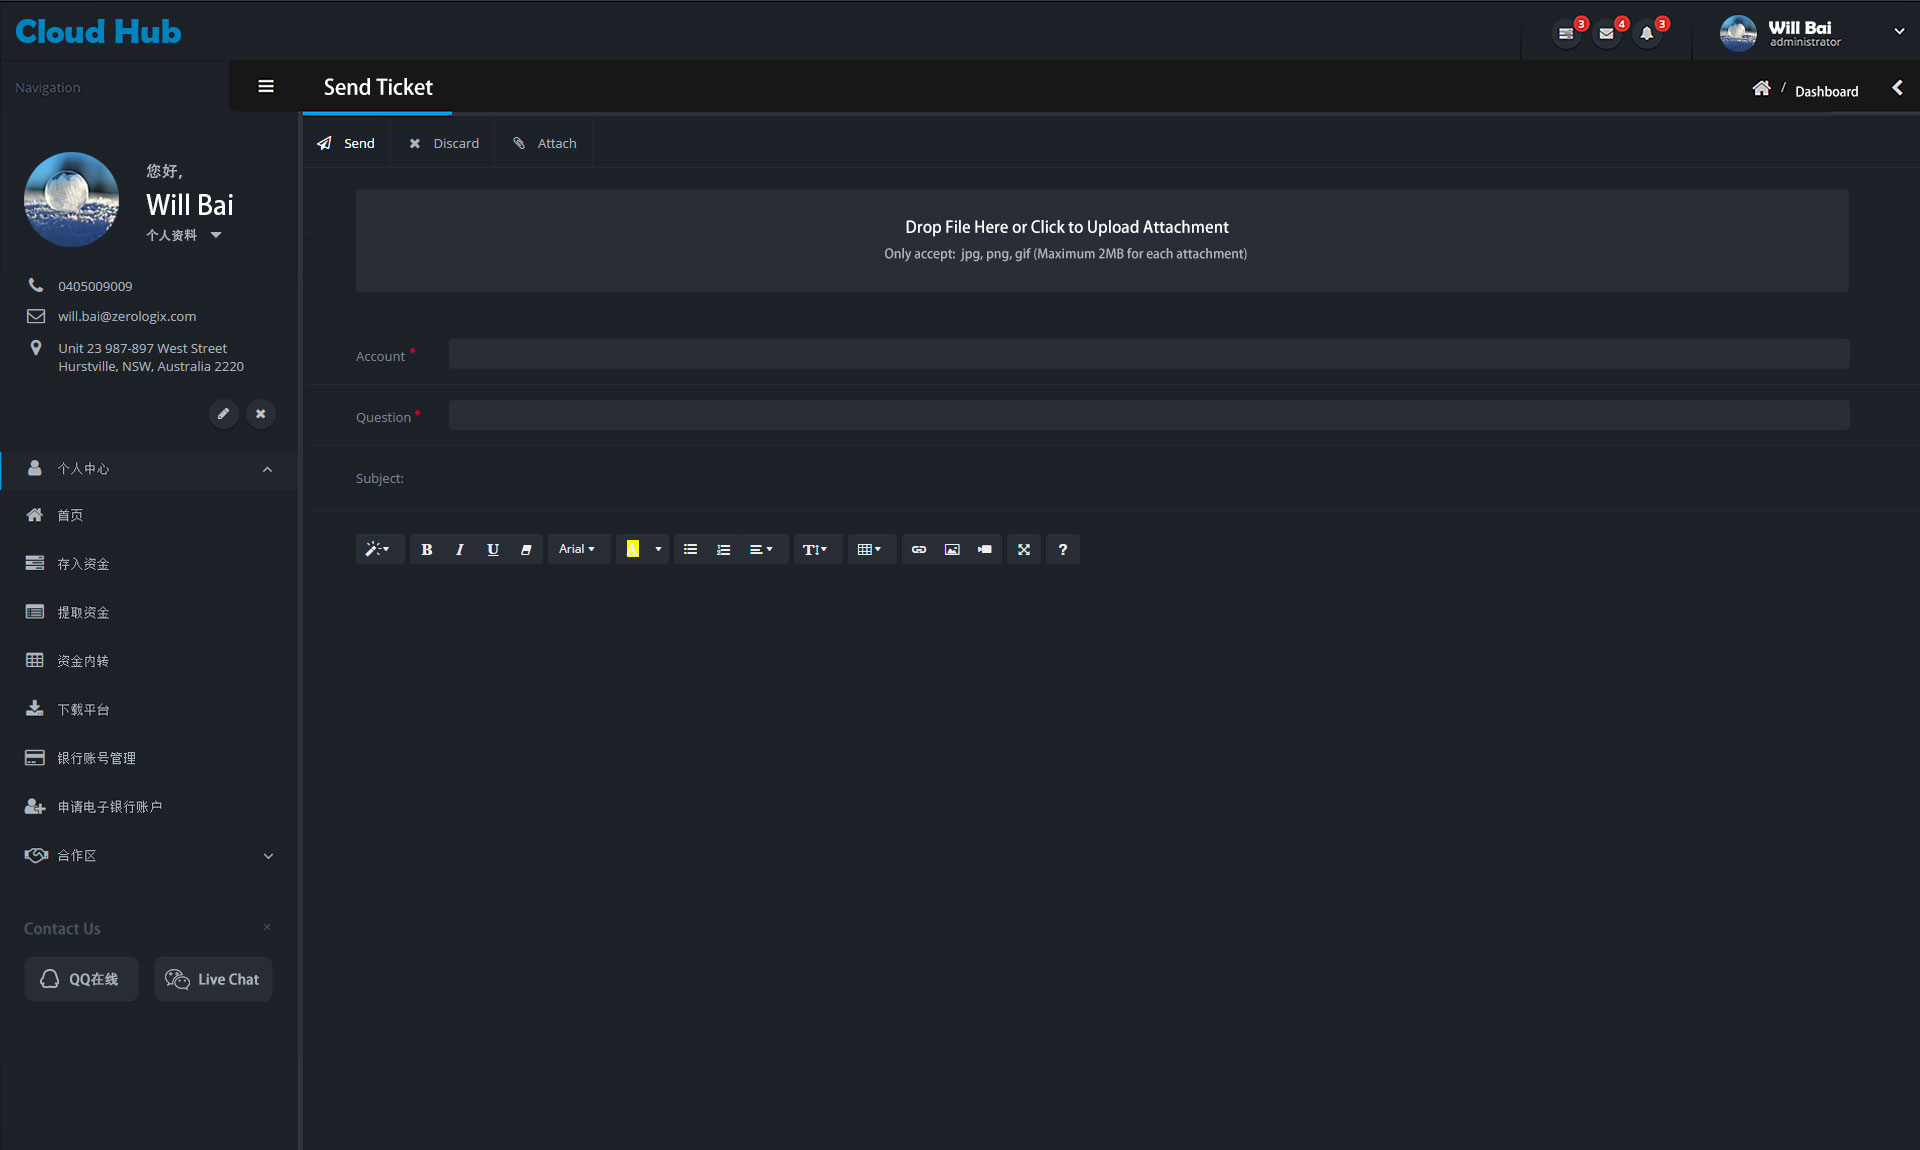 Cloud Hub
3
4
3
Will Bai
administrator
Navigation
Send Ticket
/ Dashboard
Send
Discard
Attach
您好,
Will Bai
个人资料
0405009009
will.bai@zerologix.com
Unit 23 987-897 West Street
Hurstville, NSW, Australia 2220
个人中心
首页
存入资金
提取资金
资金内转
下载平台
银行账号管理
申请电子银行账户
合作区
Contact Us
×
QQ在线
Live Chat
Drop File Here or Click to Upload Attachment
Only accept: jpg, png, gif (Maximum 2MB for each attachment)
Account *
Question *
Subject:
B I U Arial A T ?